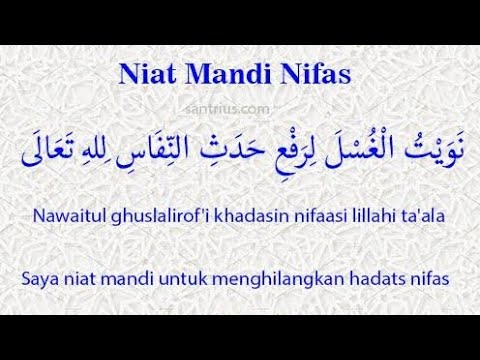 Niat Mandi Nifas
santrius.com
نَوَيْتُ الْغُسْلَ لِرَفْعِ حَدَثِ النِّفَاسِ لِلهِ تَعَالَى
Nawaitul ghuslalirof'i khadasin nifaasi lillahi ta'ala
Saya niat mandi untuk menghilangkan hadats nifas